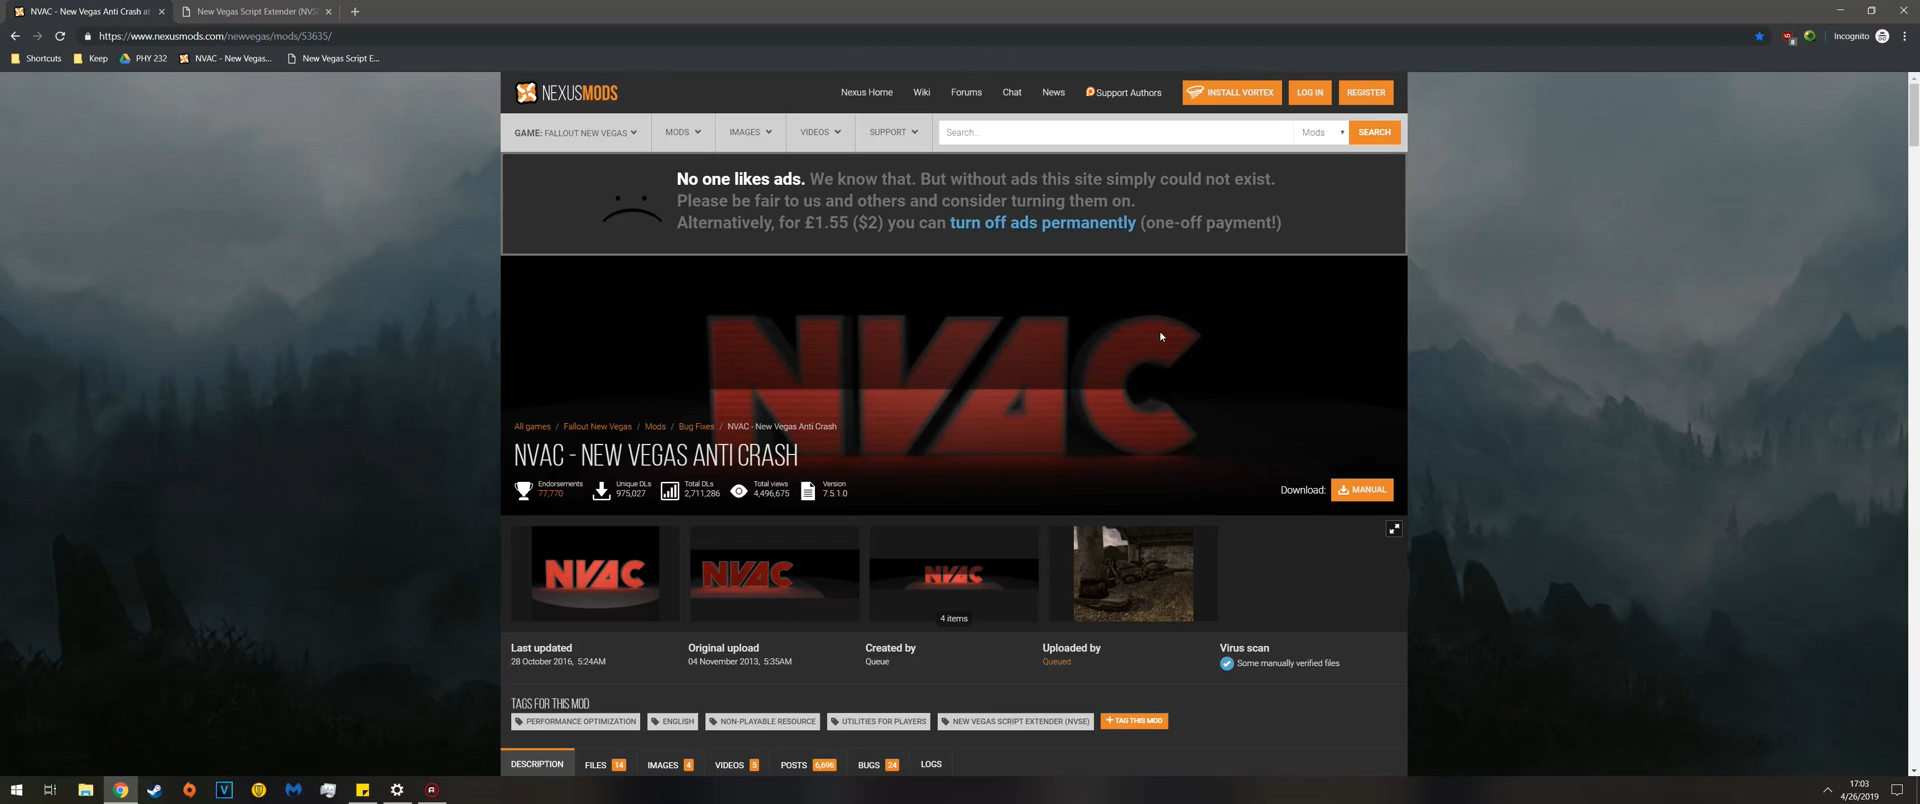 NVAC - New Vegas Anti Crash at
New Vegas Script Extender (NVS
https://www.nexusmods.com/newvegas/mods/53635/
8
Incognito
Shortcuts
Keep
PHY 232
NVAC - New Vegas...
New Vegas Script E...
NEXUSMODS
Nexus Home
Wiki
Forums
Chat
News
Support Authors
INSTALL VORTEX
LOG IN
REGISTER
GAME: FALLOUT NEW VEGAS
MODS
IMAGES
VIDEOS
SUPPORT
Search...
Mods
SEARCH
No one likes ads. We know that. But without ads this site simply could not exist.
Please be fair to us and others and consider turning them on.
Alternatively, for £1.55 ($2) you can turn off ads permanently (one-off payment!)
NVAC
All games / Fallout New Vegas / Mods / Bug Fixes / NVAC - New Vegas Anti Crash
NVAC - NEW VEGAS ANTI CRASH
Endorsements
77,770
Unique DLs
975,027
Total DLs
2,711,286
Total views
4,496,675
Version
7.5.1.0
Download:
MANUAL
NVAC
NVAC
NVAC
4 items
Last updated
28 October 2016, 5:24AM
Original upload
04 November 2013, 5:35AM
Created by
Queue
Uploaded by
Queued
Virus scan
Some manually verified files
TAGS FOR THIS MOD
PERFORMANCE OPTIMIZATION
ENGLISH
NON-PLAYABLE RESOURCE
UTILITIES FOR PLAYERS
NEW VEGAS SCRIPT EXTENDER (NVSE)
+ TAG THIS MOD
DESCRIPTION
FILES 14
IMAGES 4
VIDEOS 5
POSTS 6,696
BUGS 24
LOGS
17:03
4/26/2019